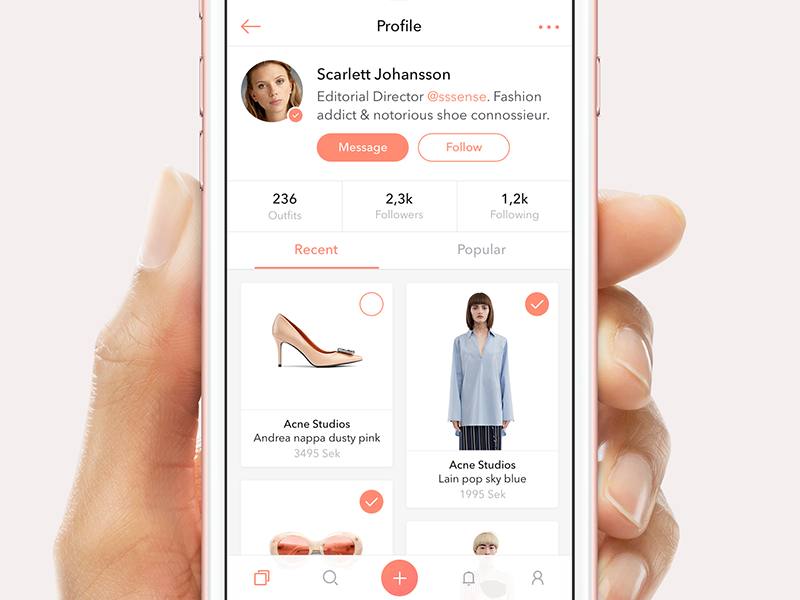 Profile
Scarlett Johansson
Editorial Director @sssense. Fashion
addict & notorious shoe connossieur.
Message
Follow
236
Outfits
2,3k
Followers
1,2k
Following
Recent
Popular
Acne Studios
Andrea nappa dusty pink
3495 Sek
Acne Studios
Lain pop sky blue
1995 Sek